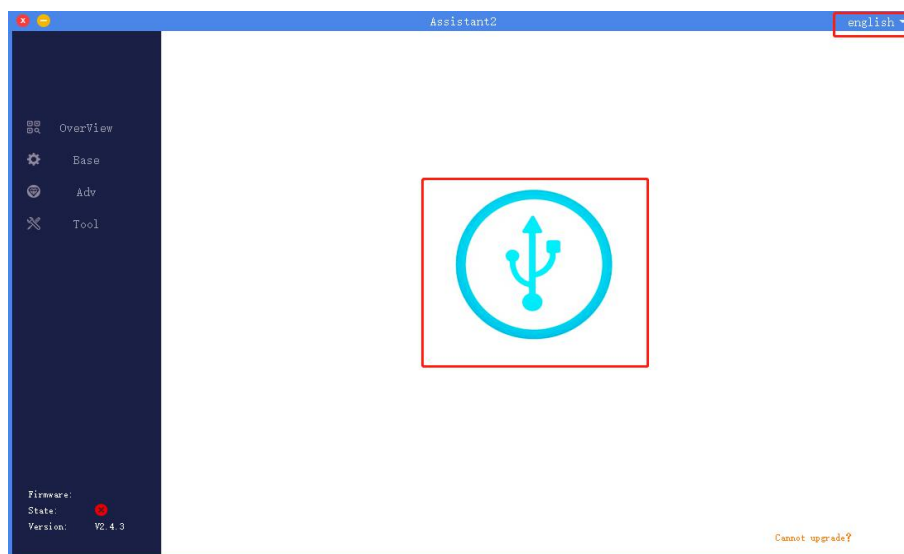 Assistant2
english
OverView
Base
Adv
Tool
Firmware:
State:
Version: V2.4.3
Cannot upgrade?